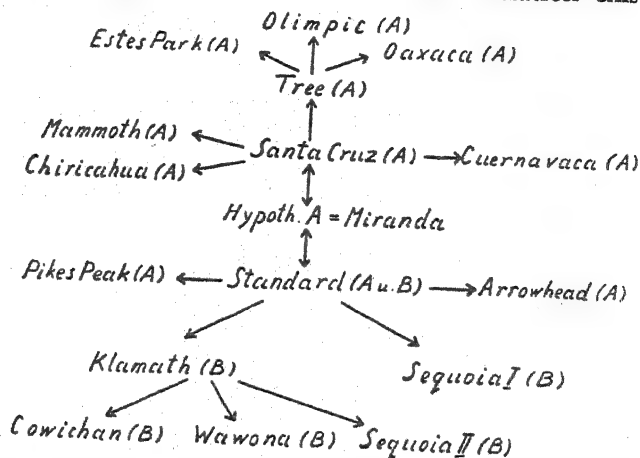 Olimpic (A)
Estes Park (A)
Oaxaca (A)
Tree (A)
Mammoth (A)
Santa Cruz (A)
Cuernavaca (A)
Chiricahua (A)
Hypoth. A = Miranda
Pikes Peak (A)
Standard (A u. B)
Arrowhead (A)
Klamath (B)
Sequoia I (B)
Cowichan (B)
Wawona (B)
Sequoia II (B)